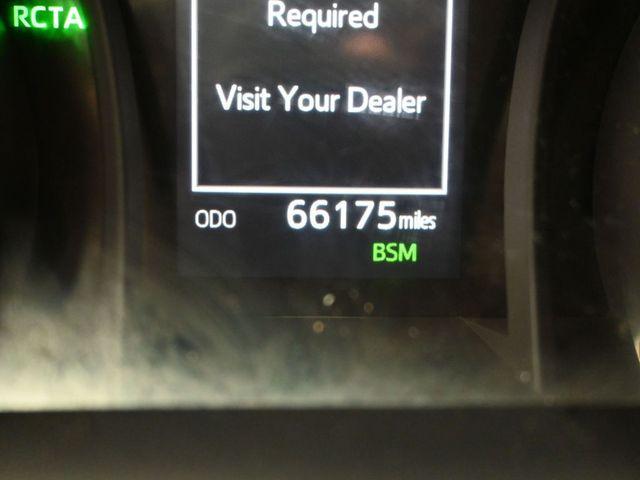 RCTA
Required
Visit Your Dealer
ODO 66175 miles
BSM